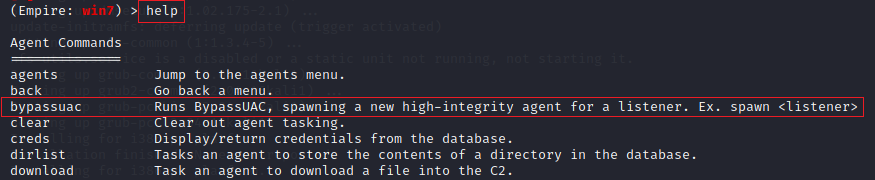 (Empire: win7) > help
Agent Commands
==============
agents Jump to the agents menu.
back Go back a menu.
bypassuac Runs BypassUAC, spawning a new high-integrity agent for a listener. Ex. spawn <listener>
clear Clear out agent tasking.
creds Display/return credentials from the database.
dirlist Tasks an agent to store the contents of a directory in the database.
download Task an agent to download a file into the C2.